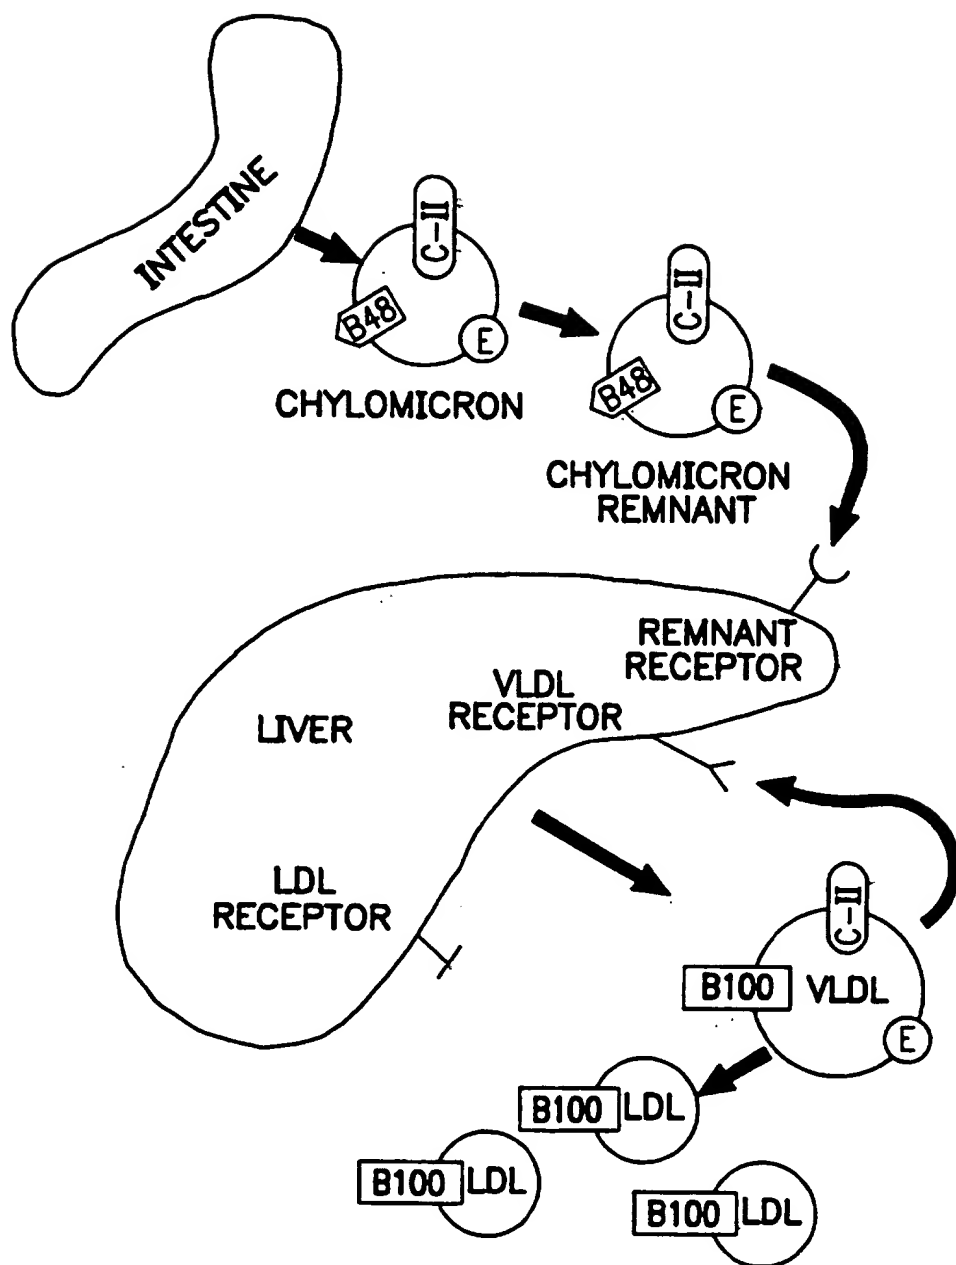 INTESTINE
C-II
B48
E
CHYLOMICRON
C-II
B48
E
CHYLOMICRON
REMNANT
REMNANT
RECEPTOR
VLDL
RECEPTOR
LIVER
LDL
RECEPTOR
C-II
B100 VLDL
E
B100 LDL
B100 LDL
B100 LDL